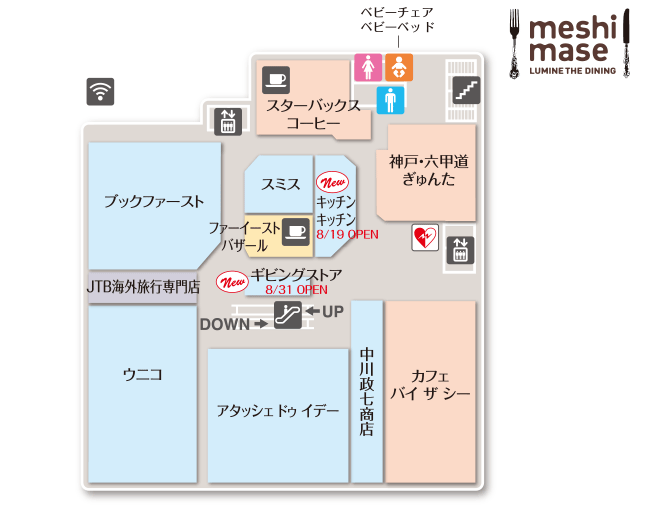 ベビーチェア
ベビーベッド
meshi
mase
LUMINE THE DINING
スターバックス
コーヒー
神戸・六甲道
ぎゅんた
ブックファースト
スミス
New
キッチン
キッチン
8/19 OPEN
ファーイースト
バザール
JTB海外旅行専門店
New
ギビングストア
8/31 OPEN
DOWN
UP
ウニコ
アタッシェ ドゥ イデー
中川政七商店
カフェ
バイ ザ シー